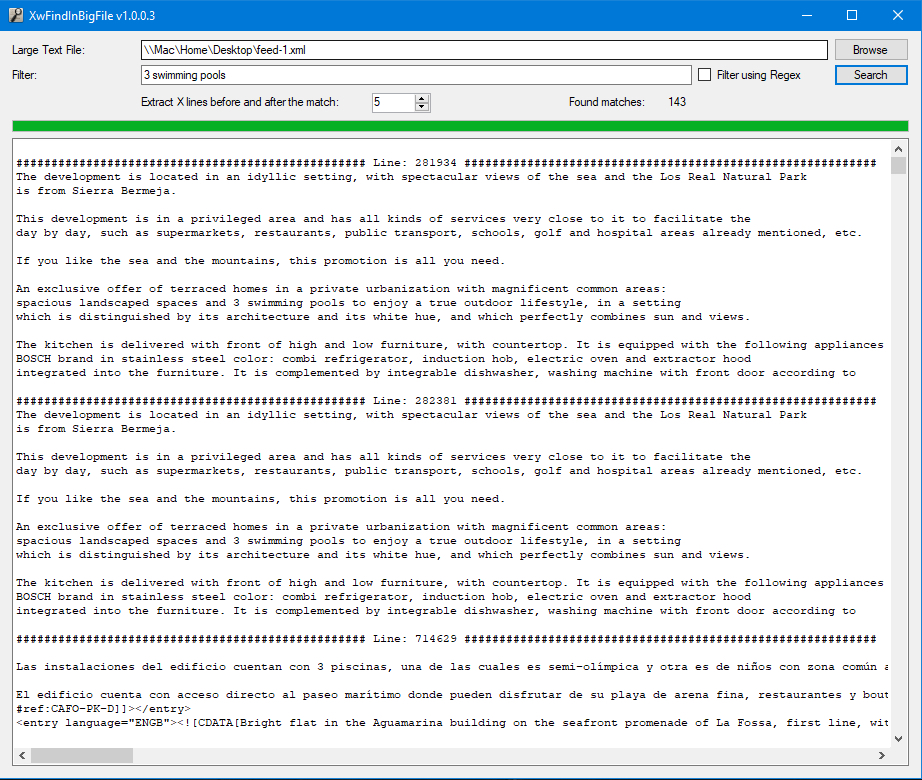 XwFindInBigFile v1.0.0.3
Large Text File: \\Mac\Home\Desktop\feed-1.xml Browse
Filter: 3 swimming pools Filter using Regex Search
Extract X lines before and after the match: 5 Found matches: 143
################################################## Line: 281934 ###########################################################
The development is located in an idyllic setting, with spectacular views of the sea and the Los Real Natural Park
is from Sierra Bermeja.
This development is in a privileged area and has all kinds of services very close to it to facilitate the
day by day, such as supermarkets, restaurants, public transport, schools, golf and hospital areas already mentioned, etc.
If you like the sea and the mountains, this promotion is all you need.
An exclusive offer of terraced homes in a private urbanization with magnificent common areas:
spacious landscaped spaces and 3 swimming pools to enjoy a true outdoor lifestyle, in a setting
which is distinguished by its architecture and its white hue, and which perfectly combines sun and views.
The kitchen is delivered with front of high and low furniture, with countertop. It is equipped with the following appliances
BOSCH brand in stainless steel color: combi refrigerator, induction hob, electric oven and extractor hood
integrated into the furniture. It is complemented by integrable dishwasher, washing machine with front door according to
################################################## Line: 282381 ###########################################################
The development is located in an idyllic setting, with spectacular views of the sea and the Los Real Natural Park
is from Sierra Bermeja.
This development is in a privileged area and has all kinds of services very close to it to facilitate the
day by day, such as supermarkets, restaurants, public transport, schools, golf and hospital areas already mentioned, etc.
If you like the sea and the mountains, this promotion is all you need.
An exclusive offer of terraced homes in a private urbanization with magnificent common areas:
spacious landscaped spaces and 3 swimming pools to enjoy a true outdoor lifestyle, in a setting
which is distinguished by its architecture and its white hue, and which perfectly combines sun and views.
The kitchen is delivered with front of high and low furniture, with countertop. It is equipped with the following appliances
BOSCH brand in stainless steel color: combi refrigerator, induction hob, electric oven and extractor hood
integrated into the furniture. It is complemented by integrable dishwasher, washing machine with front door according to
################################################## Line: 714629 ###########################################################
Las instalaciones del edificio cuentan con 3 piscinas, una de las cuales es semi-olímpica y otra es de niños con zona común a
El edificio cuenta con acceso directo al paseo marítimo donde pueden disfrutar de su playa de arena fina, restaurantes y bout
#ref:CAFO-PK-D]]></entry>
<entry language="ENGB"><![CDATA[Bright flat in the Aguamarina building on the seafront promenade of La Fossa, first line, wit